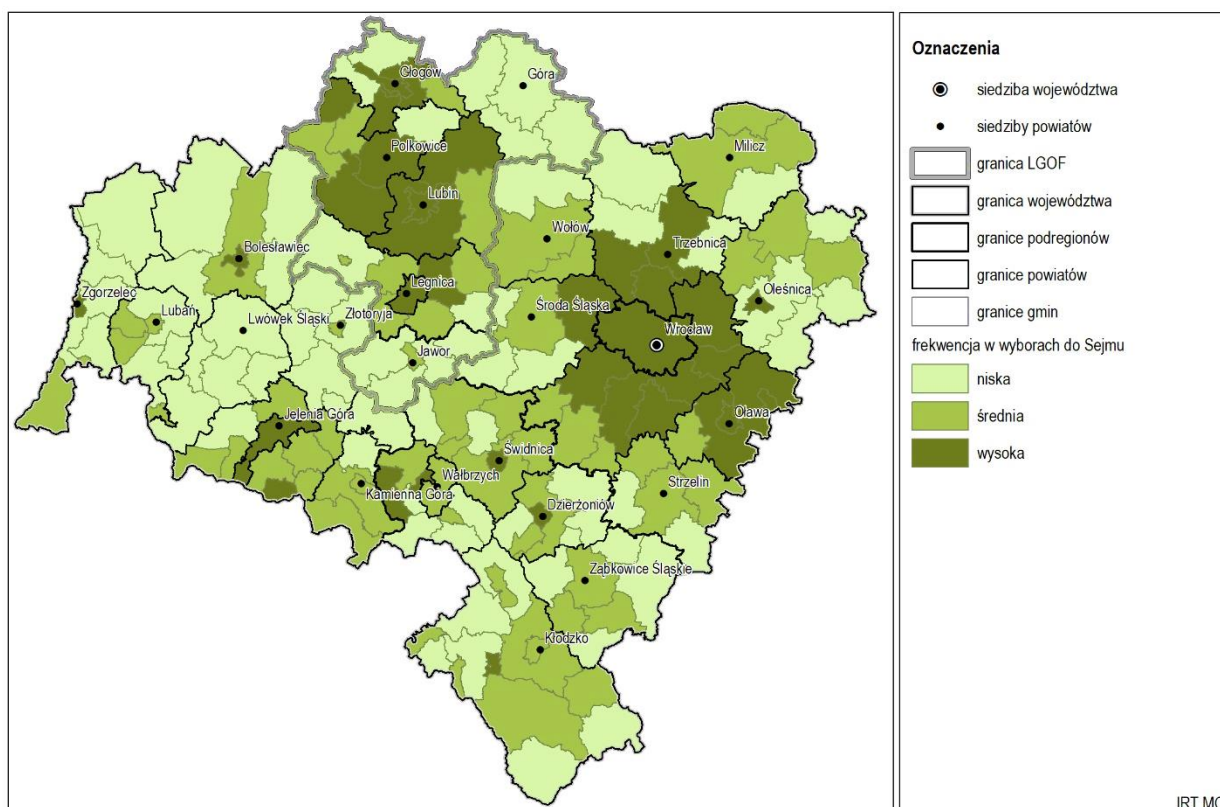 Głogów
Góra
Polkowice
Milicz
Lubin
Wołów
Bolesławiec
Trzebnica
Legnica
Oleśnica
Zgorzelec
Środa Śląska
Lubań
Złotoryja
Lwówek Śląski
Wrocław
Jawor
Oława
Jelenia Góra
Świdnica
Wałbrzych
Kamienna Góra
Strzelin
Dzierżoniów
Ząbkowice Śląskie
Kłodzko
Oznaczenia
siedziba województwa
siedziby powiatów
granica LGOF
granica województwa
granice podregionów
granice powiatów
granice gmin
frekwencja w wyborach do Sejmu
niska
średnia
wysoka
IRT MC